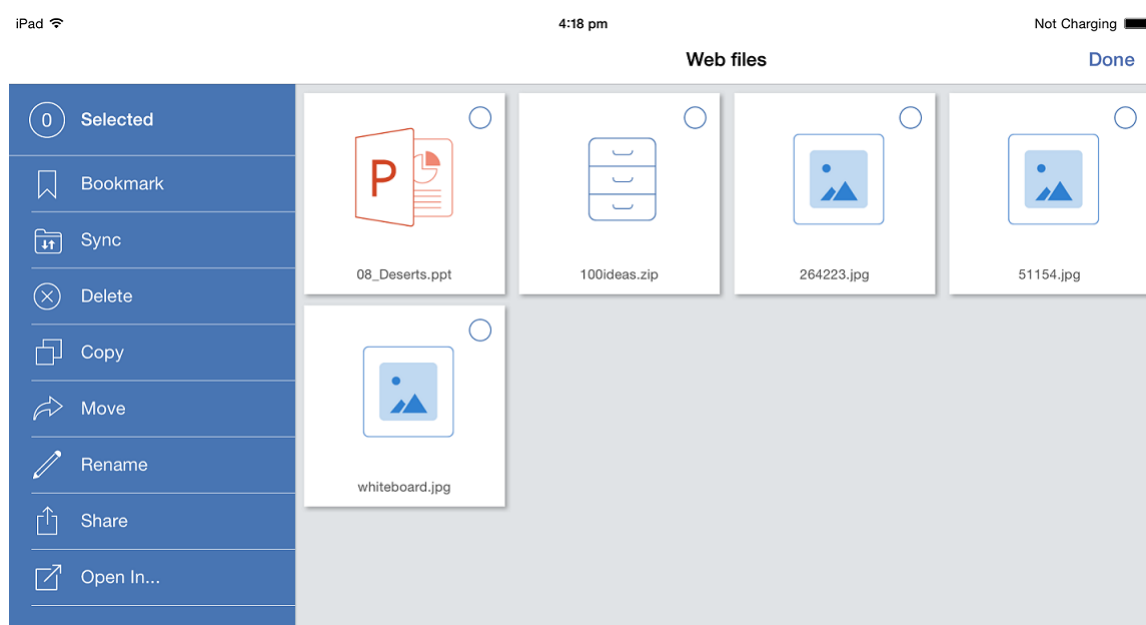 iPad 4:18 pm Not Charging
Web files Done
0 Selected
Bookmark
Sync
Delete
Copy
Move
Rename
Share
Open In...
P
08_Deserts.ppt 100ideas.zip 264223.jpg 51154.jpg
whiteboard.jpg